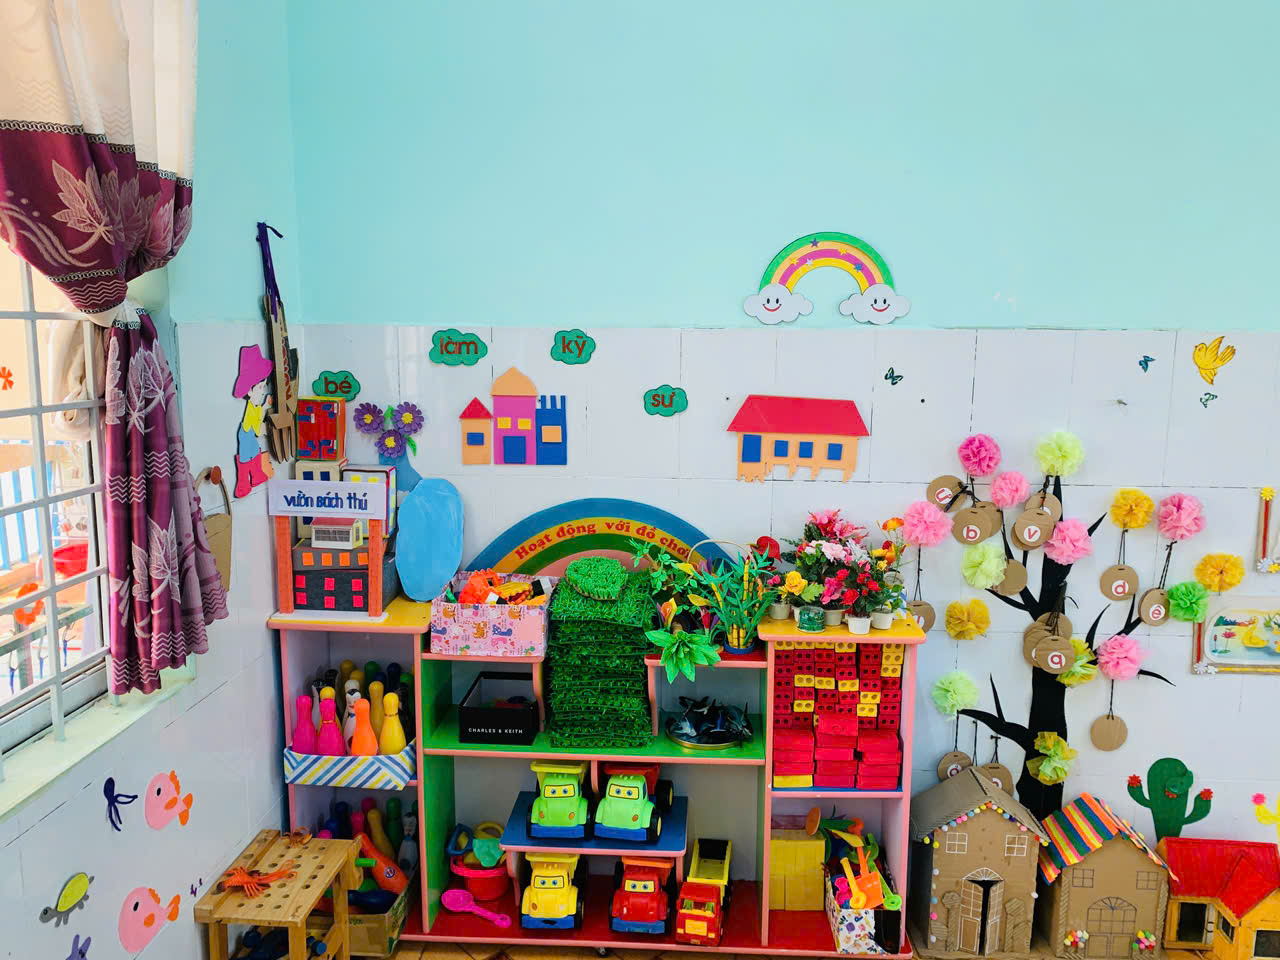 bé
làm
kỹ
sư
vườn bách thú
Hoạt động với đồ chơi
CHARLES & KEITH
b
v
d
ê
q